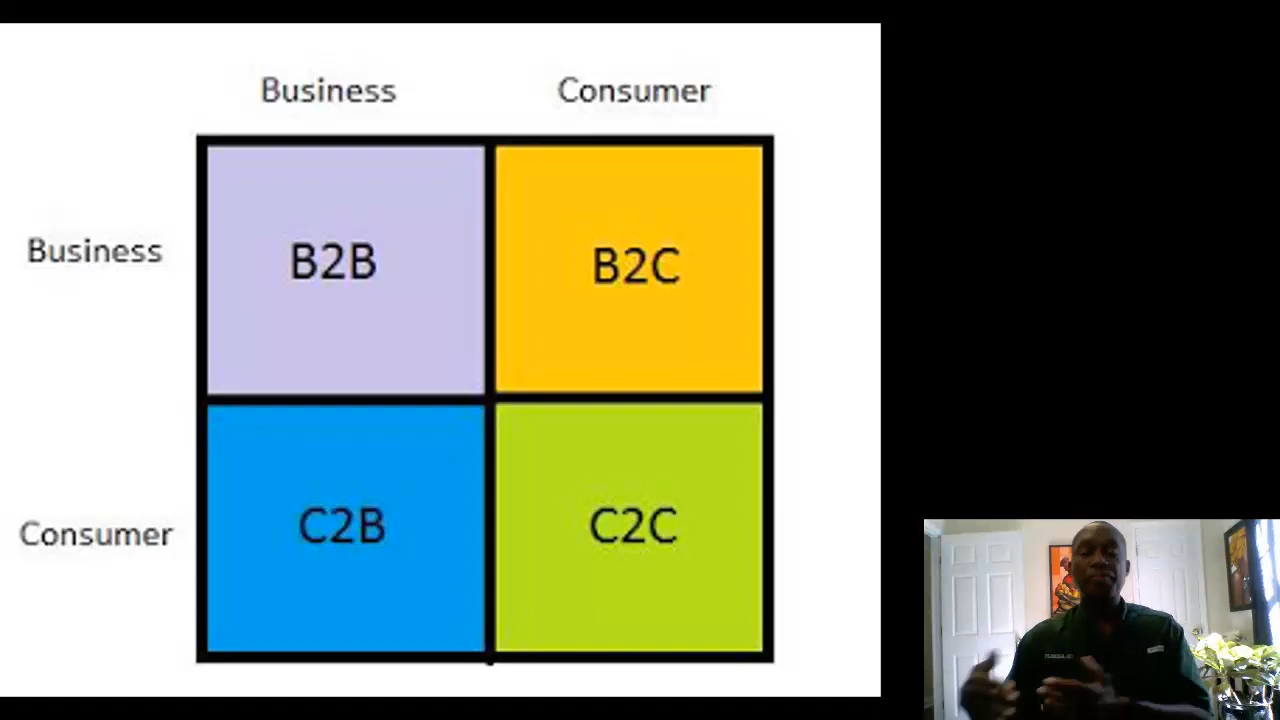 Business Consumer
Business
B2B B2C
Consumer
C2B C2C